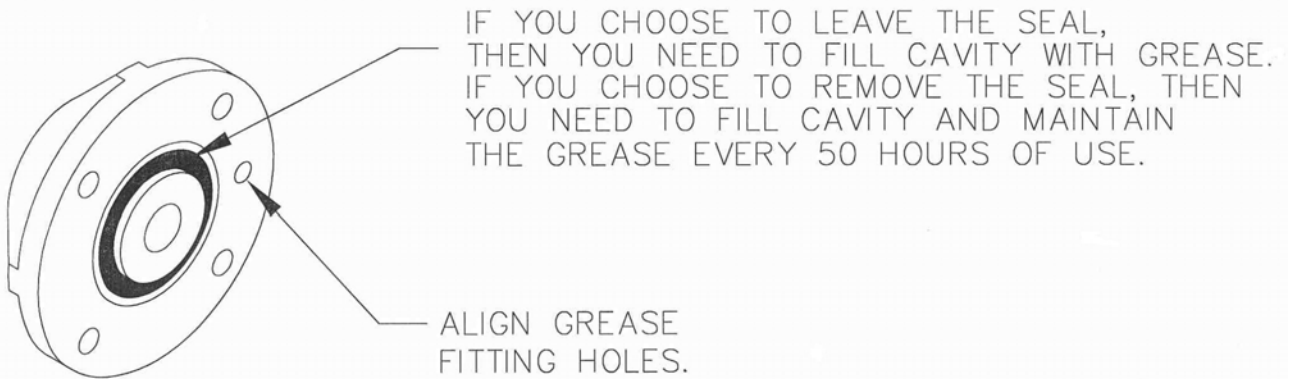 IF YOU CHOOSE TO LEAVE THE SEAL,
THEN YOU NEED TO FILL CAVITY WITH GREASE.
IF YOU CHOOSE TO REMOVE THE SEAL, THEN
YOU NEED TO FILL CAVITY AND MAINTAIN
THE GREASE EVERY 50 HOURS OF USE.
ALIGN GREASE
FITTING HOLES.